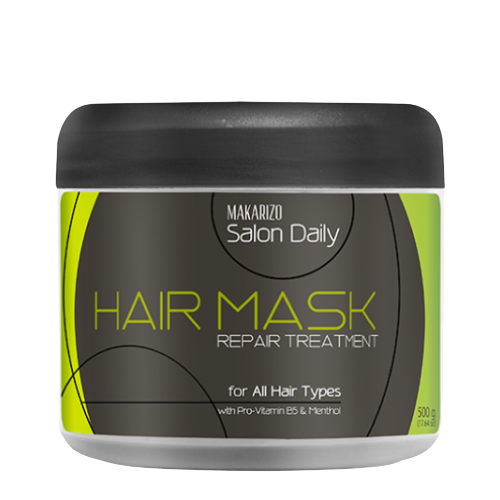 MAKARIZO
Salon Daily
HAIR MASK
REPAIR TREATMENT
for All Hair Types
with Pro-Vitamin B5 & Menthol
500 g